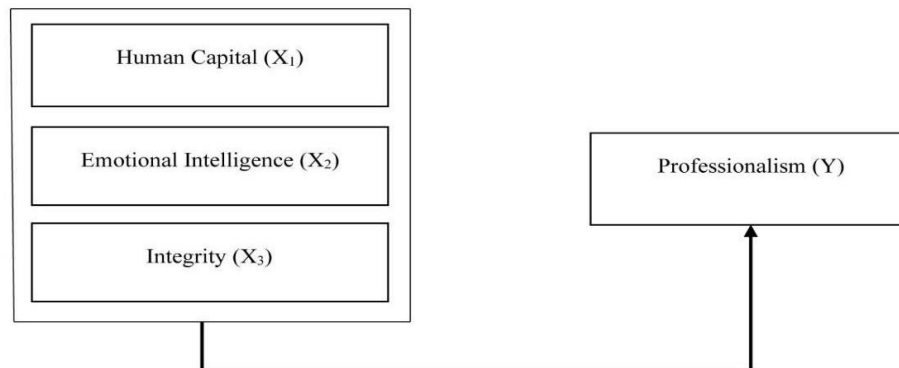 Human Capital (X₁)
Emotional Intelligence (X₂)
Integrity (X₃)
Professionalism (Y)